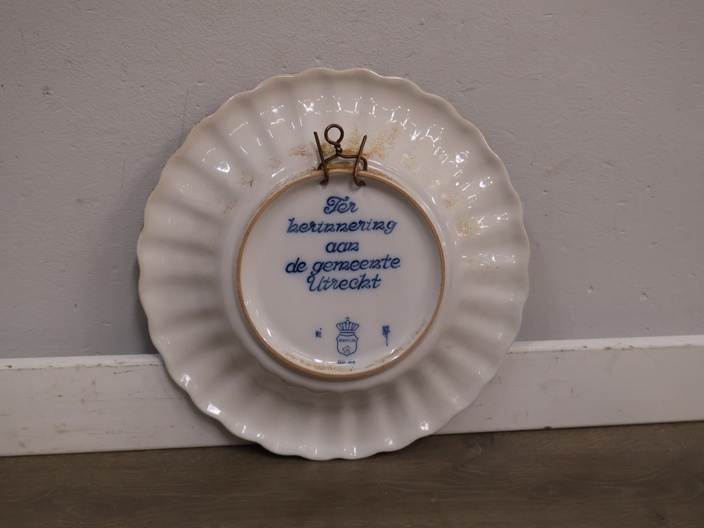 Ter
herinnering
aan
de gemeente
Utrecht